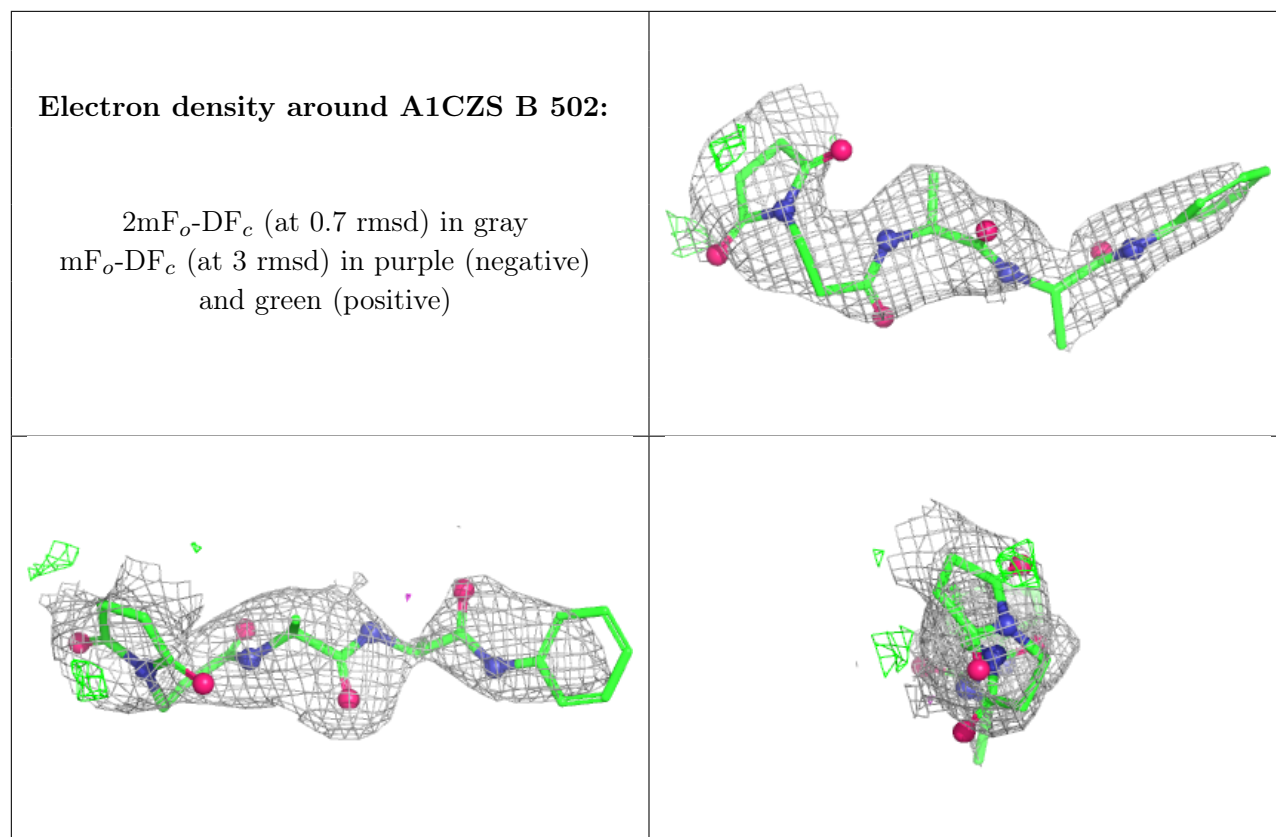 Electron density around A1CZS B 502:
2mFo-DFc (at 0.7 rmsd) in gray
mFo-DFc (at 3 rmsd) in purple (negative)
and green (positive)